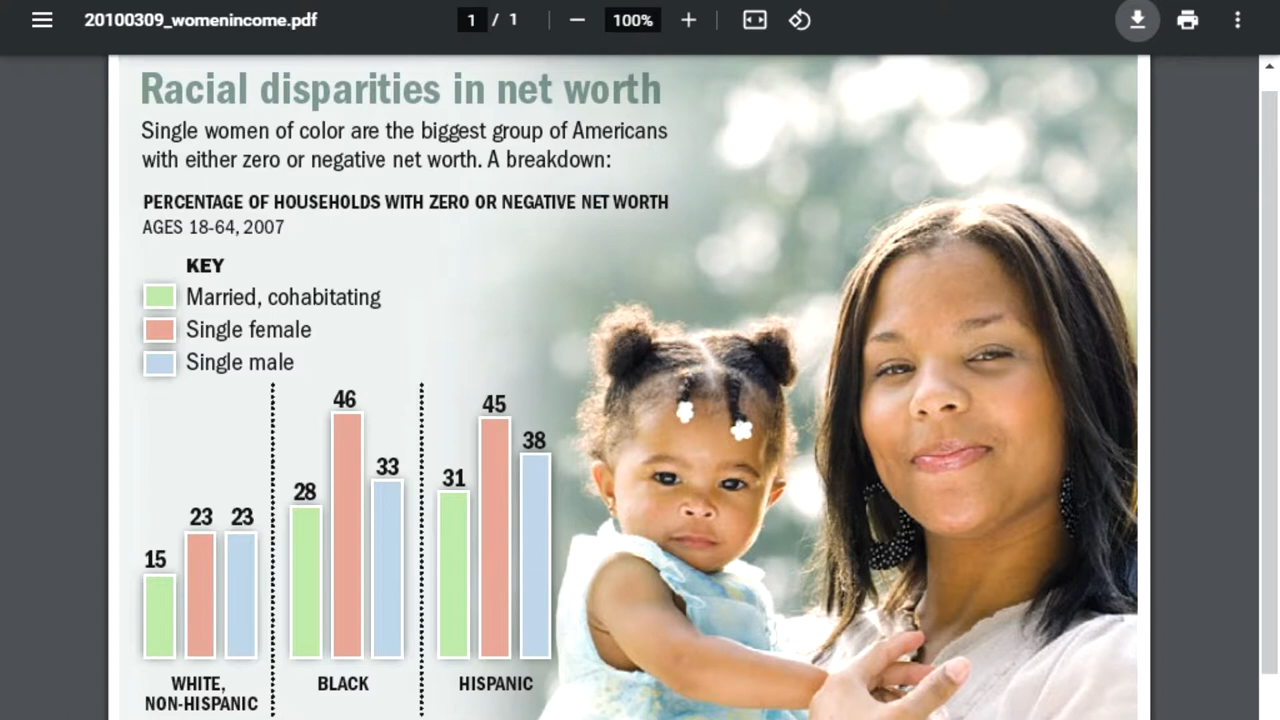 20100309_womenincome.pdf
1 / 1
100%
Racial disparities in net worth
Single women of color are the biggest group of Americans
with either zero or negative net worth. A breakdown:
PERCENTAGE OF HOUSEHOLDS WITH ZERO OR NEGATIVE NET WORTH
AGES 18-64, 2007
KEY
Married, cohabitating
Single female
Single male
15 23 23
28 46 33
31 45 38
WHITE,
NON-HISPANIC
BLACK
HISPANIC